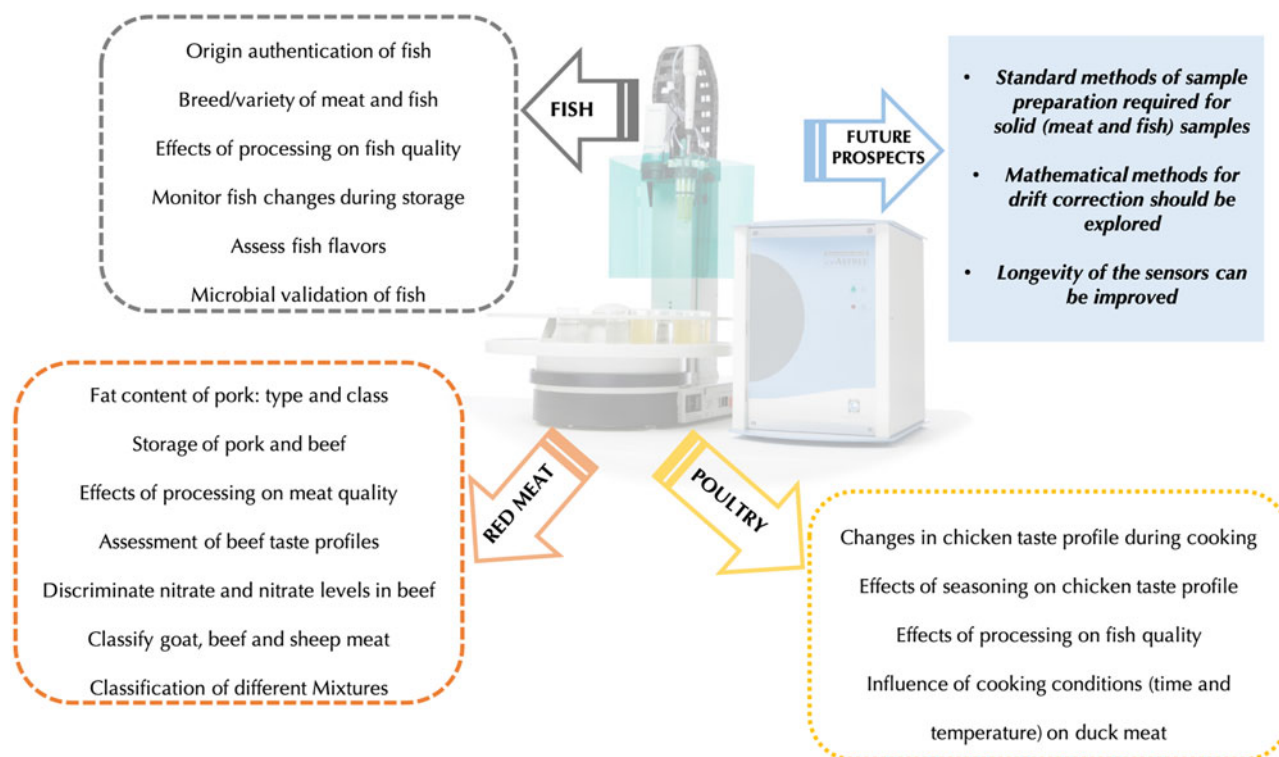 Origin authentication of fish
Breed/variety of meat and fish
Effects of processing on fish quality
Monitor fish changes during storage
Assess fish flavors
Microbial validation of fish
FISH
FUTURE
PROSPECTS
• Standard methods of sample
preparation required for
solid (meat and fish) samples
• Mathematical methods for
drift correction should be
explored
• Longevity of the sensors can
be improved
Fat content of pork: type and class
Storage of pork and beef
Effects of processing on meat quality
Assessment of beef taste profiles
Discriminate nitrate and nitrate levels in beef
Classify goat, beef and sheep meat
Classification of different Mixtures
RED MEAT
POULTRY
Changes in chicken taste profile during cooking
Effects of seasoning on chicken taste profile
Effects of processing on fish quality
Influence of cooking conditions (time and
temperature) on duck meat